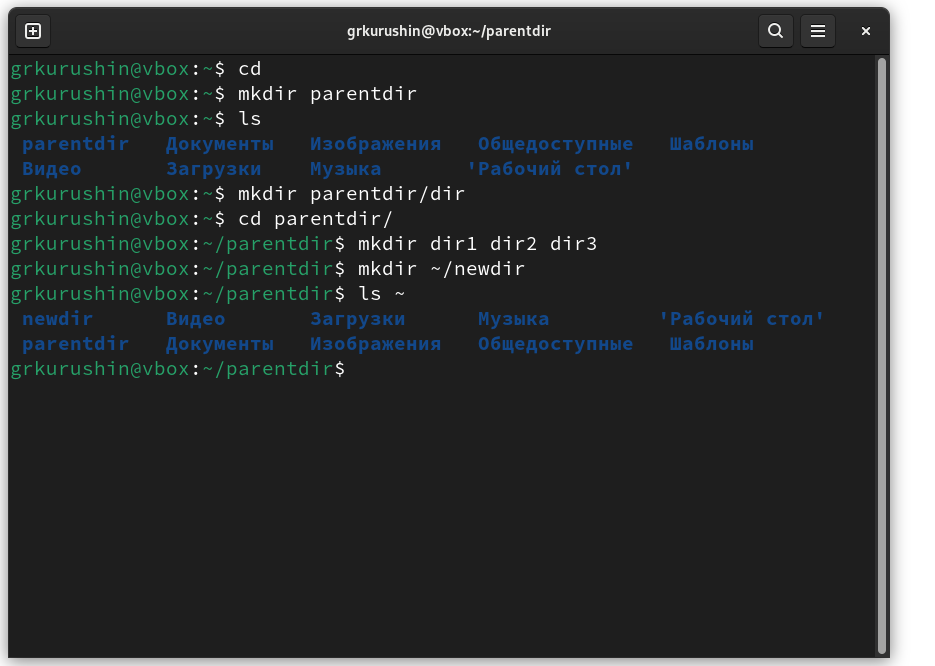 grkurushin@vbox:~/parentdir
grkurushin@vbox:~$ cd
grkurushin@vbox:~$ mkdir parentdir
grkurushin@vbox:~$ ls
parentdir Документы Изображения Общедоступные Шаблоны
Видео Загрузки Музыка 'Рабочий стол'
grkurushin@vbox:~$ mkdir parentdir/dir
grkurushin@vbox:~$ cd parentdir/
grkurushin@vbox:~/parentdir$ mkdir dir1 dir2 dir3
grkurushin@vbox:~/parentdir$ mkdir ~/newdir
grkurushin@vbox:~/parentdir$ ls ~
newdir Видео Загрузки Музыка 'Рабочий стол'
parentdir Документы Изображения Общедоступные Шаблоны
grkurushin@vbox:~/parentdir$